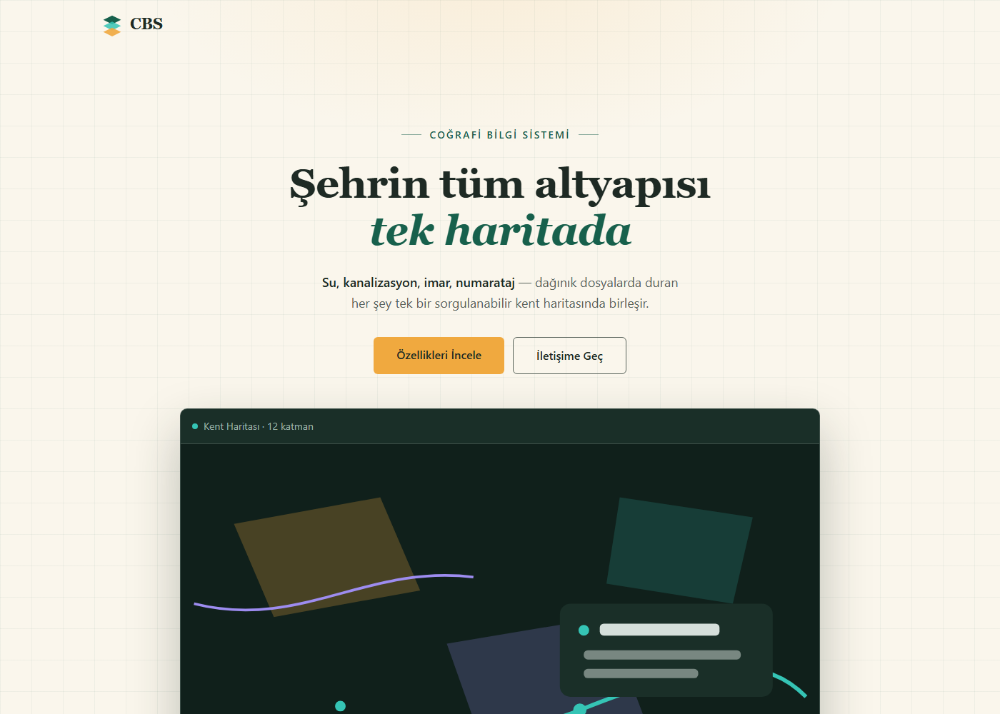 CBS
COĞRAFİ BİLGİ SİSTEMİ
Şehrin tüm altyapısı
tek haritada
Su, kanalizasyon, imar, numarataj — dağınık dosyalarda duran
her şey tek bir sorgulanabilir kent haritasında birleşir.
Özellikleri İncele
İletişime Geç
Kent Haritası · 12 katman